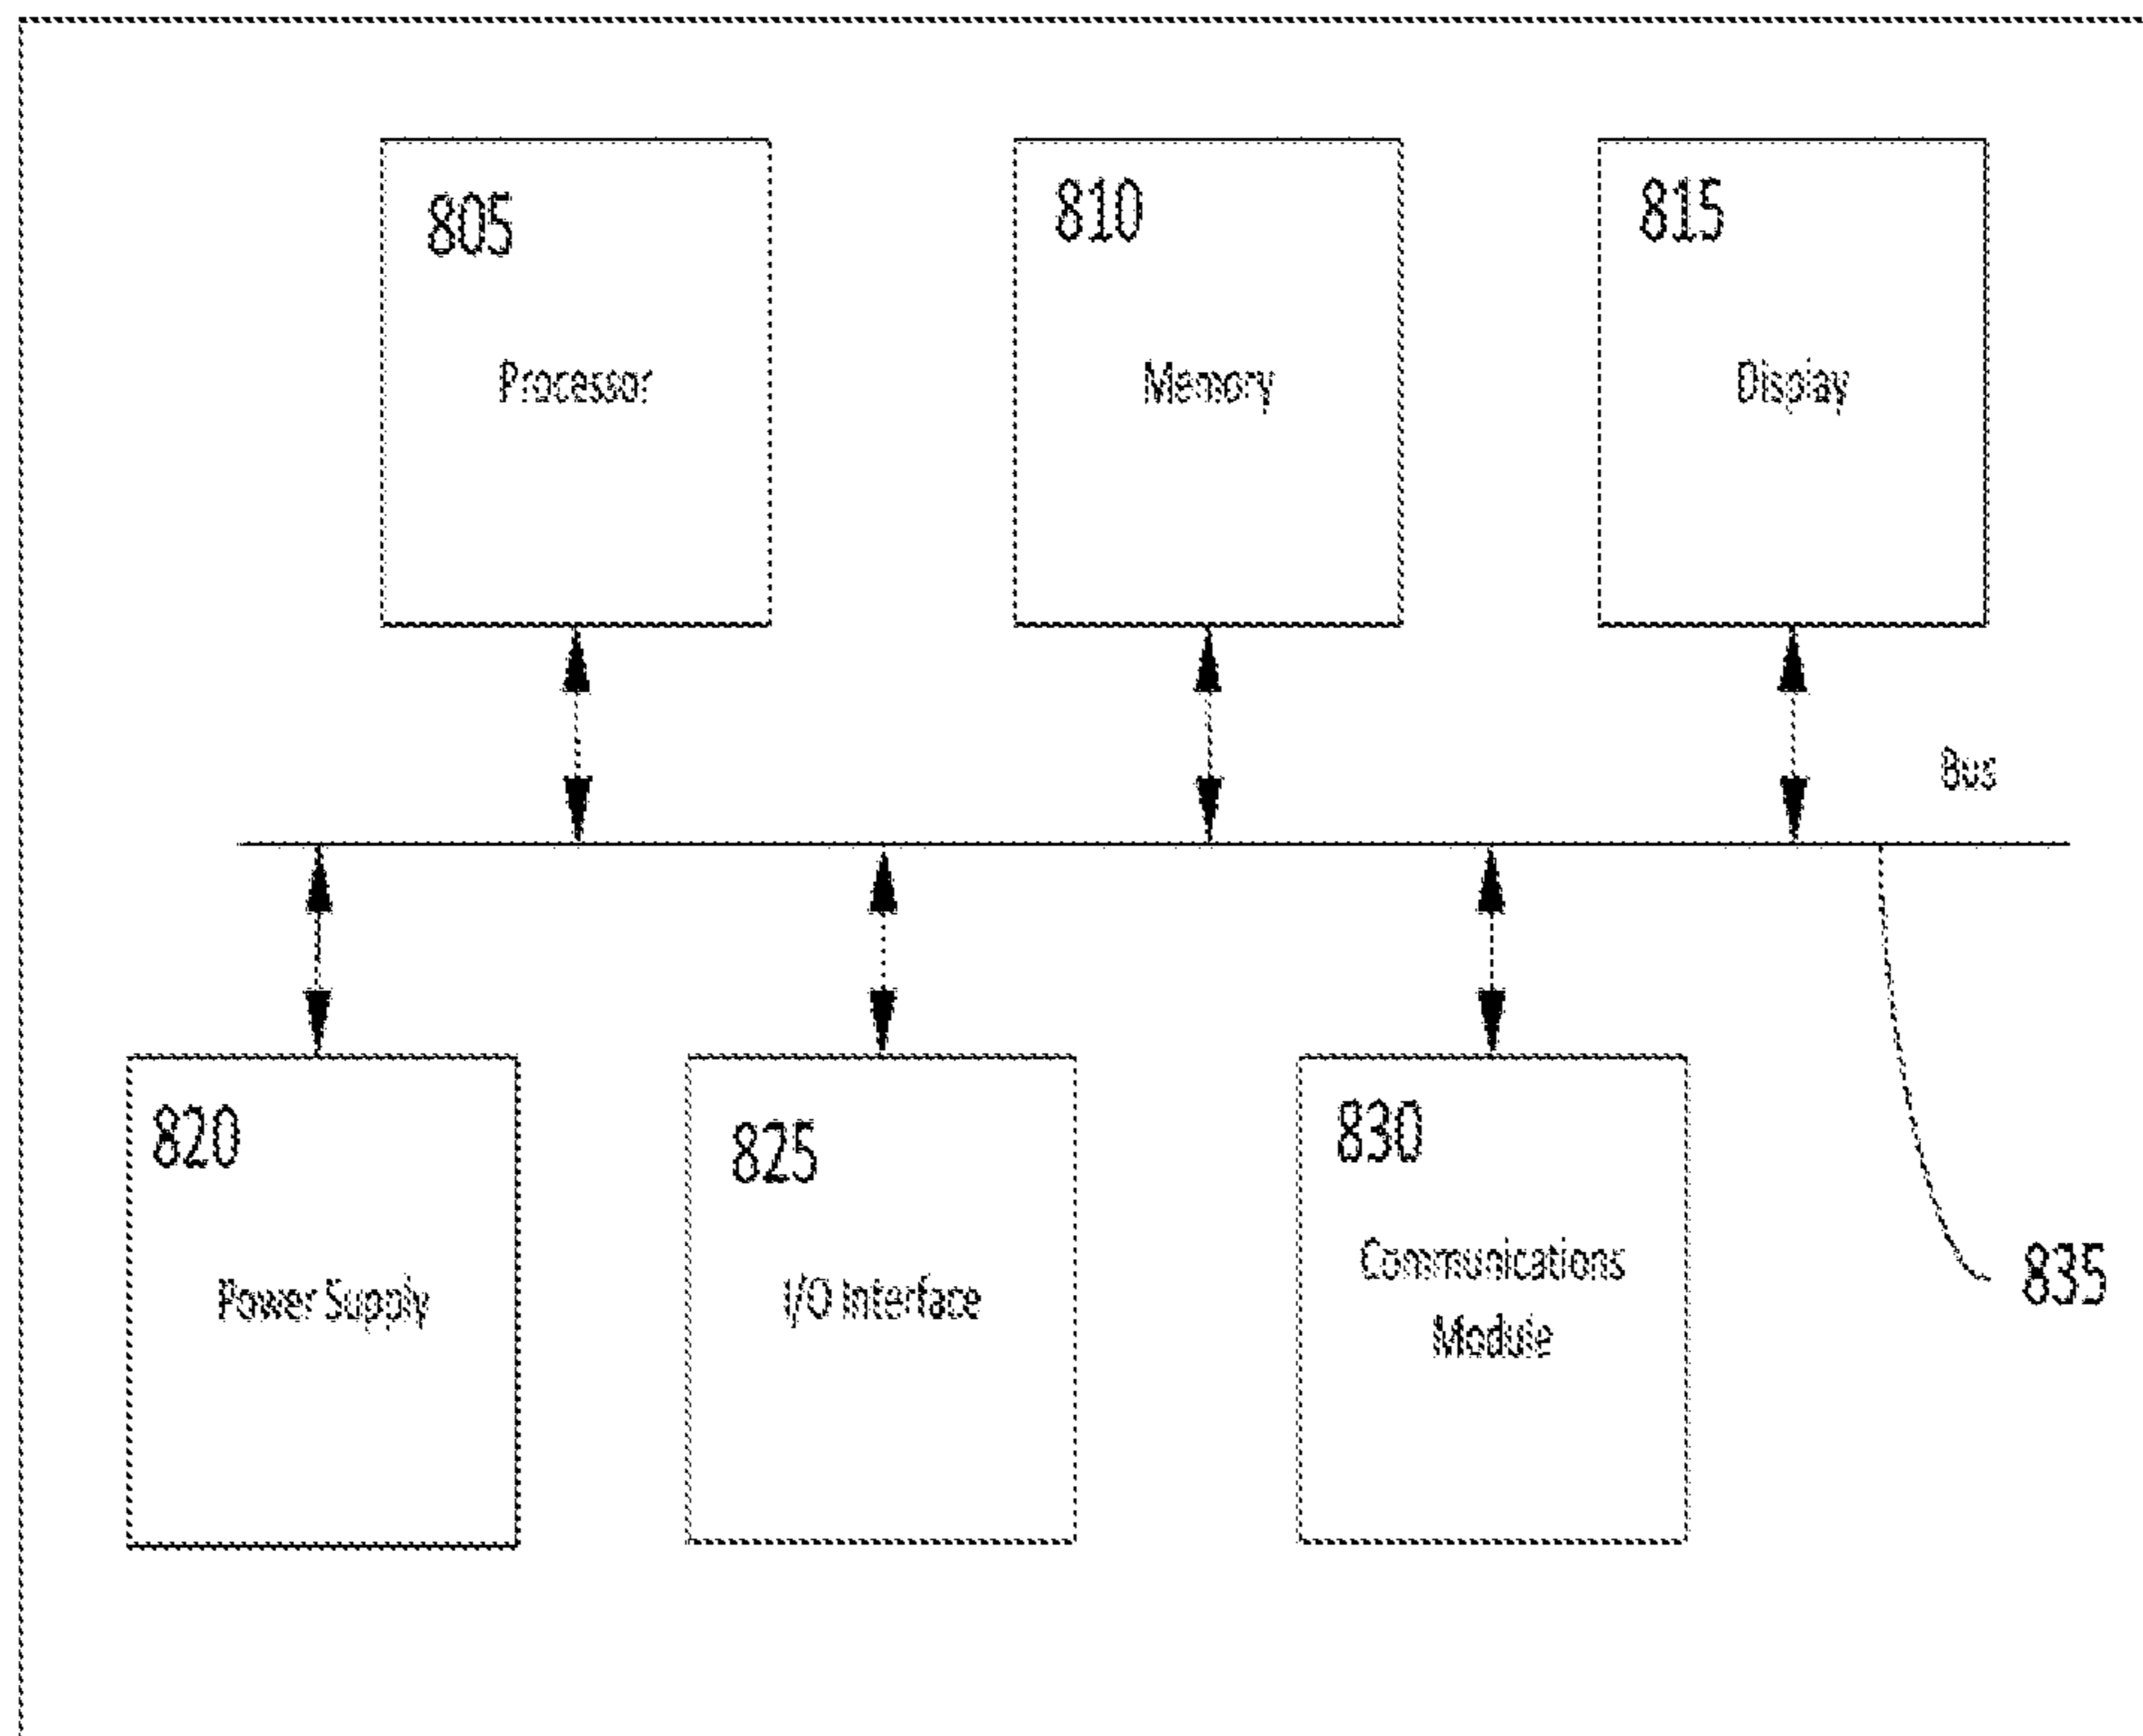 805
Processor
810
Memory
815
Display
Bus
820
Power Supply
825
I/O Interface
830
Communications
Module
835